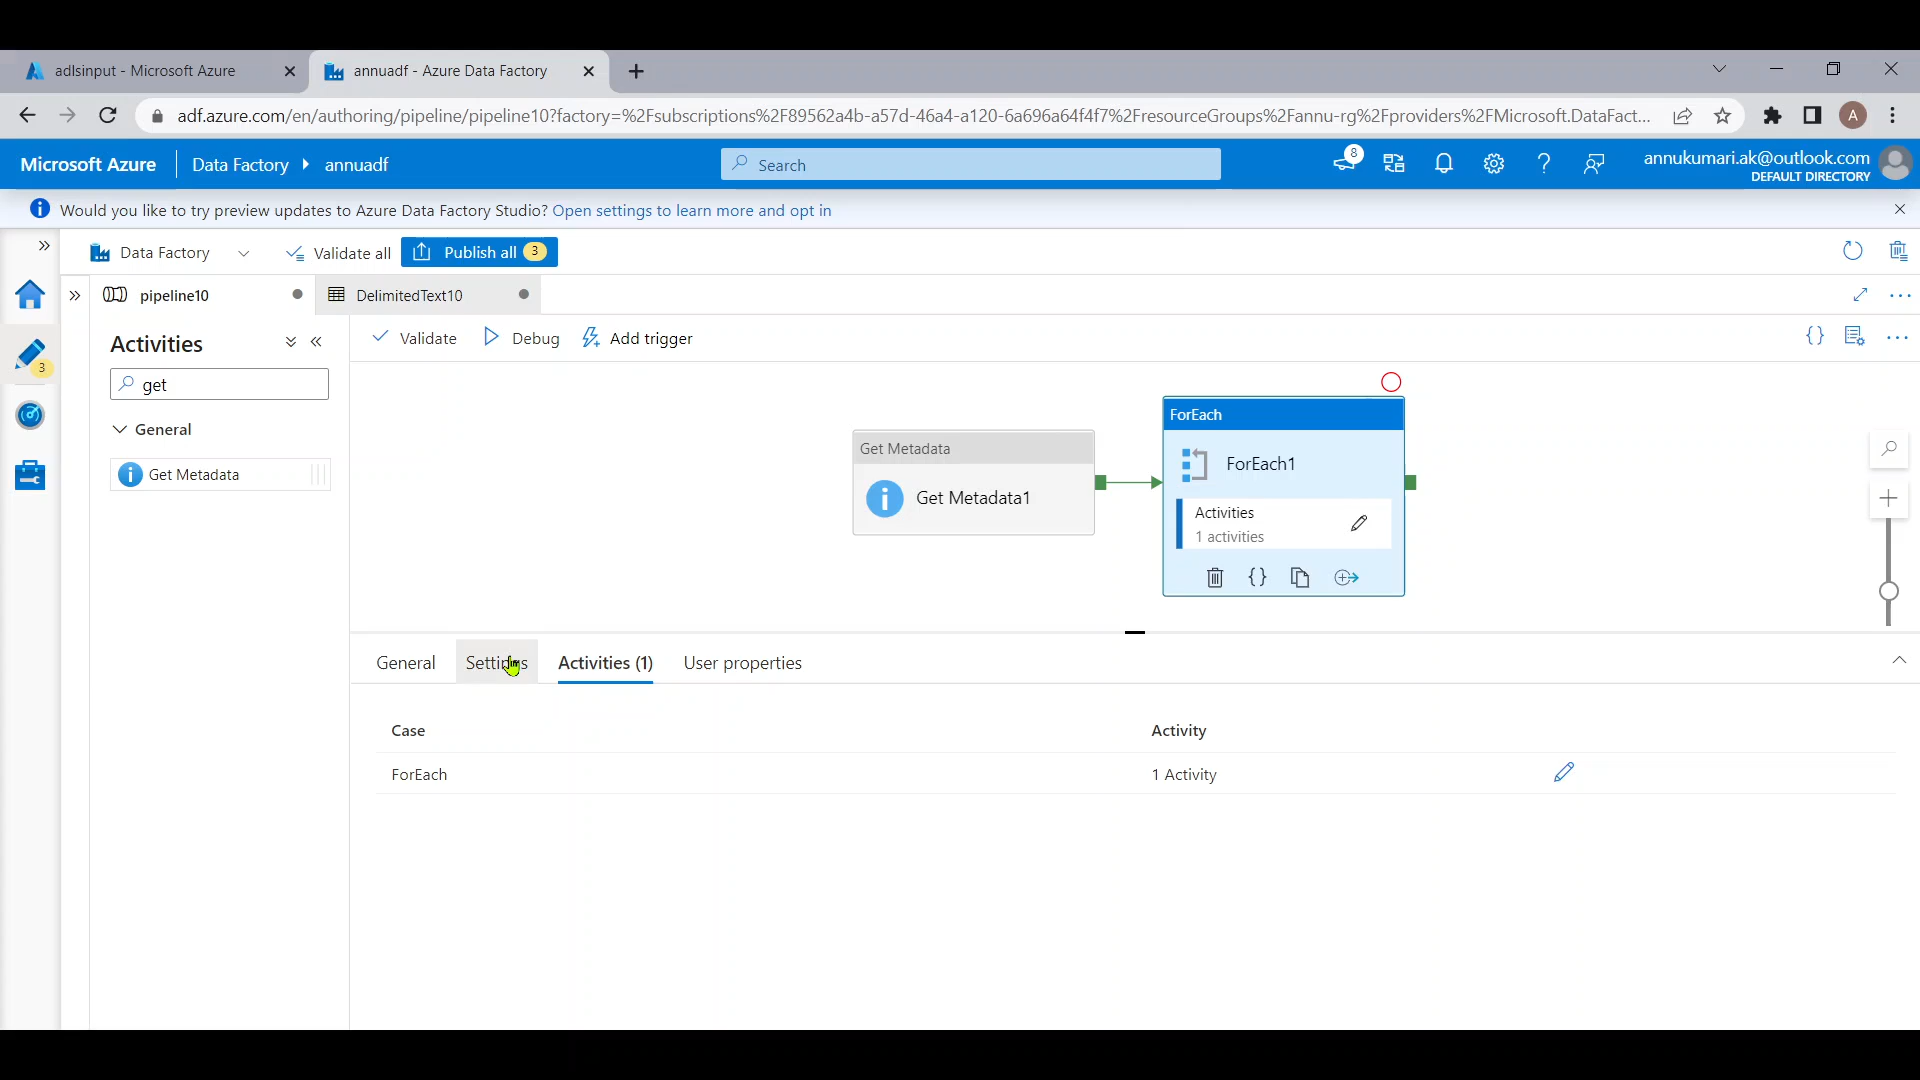 adlsinput - Microsoft Azure
annuadf - Azure Data Factory
adf.azure.com/en/authoring/pipeline/pipeline10?factory=%2Fsubscriptions%2F89562a4b-a57d-46a4-a120-6a696a64f4f7%2FresourceGroups%2Fannu-rg%2Fproviders%2FMicrosoft.DataFact...
A
Microsoft Azure
Data Factory
annuadf
Search
8
annukumari.ak@outlook.com
DEFAULT DIRECTORY
Would you like to try preview updates to Azure Data Factory Studio? Open settings to learn more and opt in
Data Factory
Validate all
Publish all 3
pipeline10
DelimitedText10
3
Activities
get
General
Get Metadata
Validate
Debug
Add trigger
Get Metadata
Get Metadata1
ForEach
ForEach1
Activities
1 activities
General
Settings
Activities (1)
User properties
Case
Activity
ForEach
1 Activity